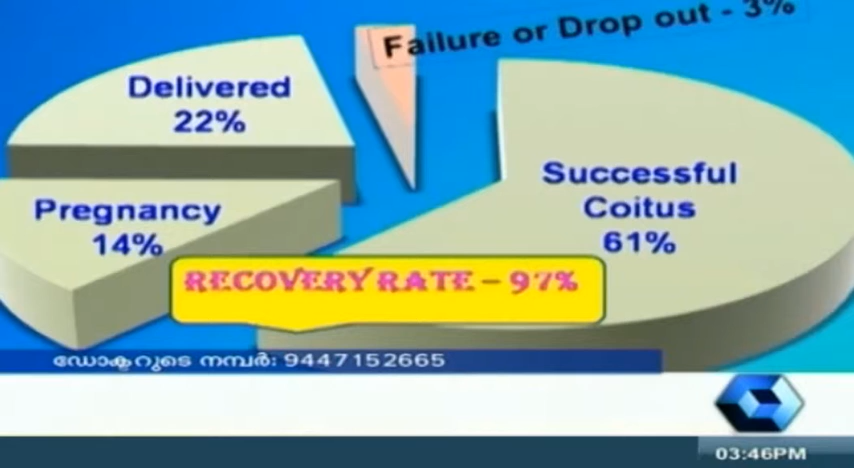 Failure or Drop out - 3%
Delivered
22%
Successful
Coitus
61%
Pregnancy
14%
RECOVERY RATE - 97%
ഡോക്ടറുടെ നമ്പർ: 9447152665
03:46PM